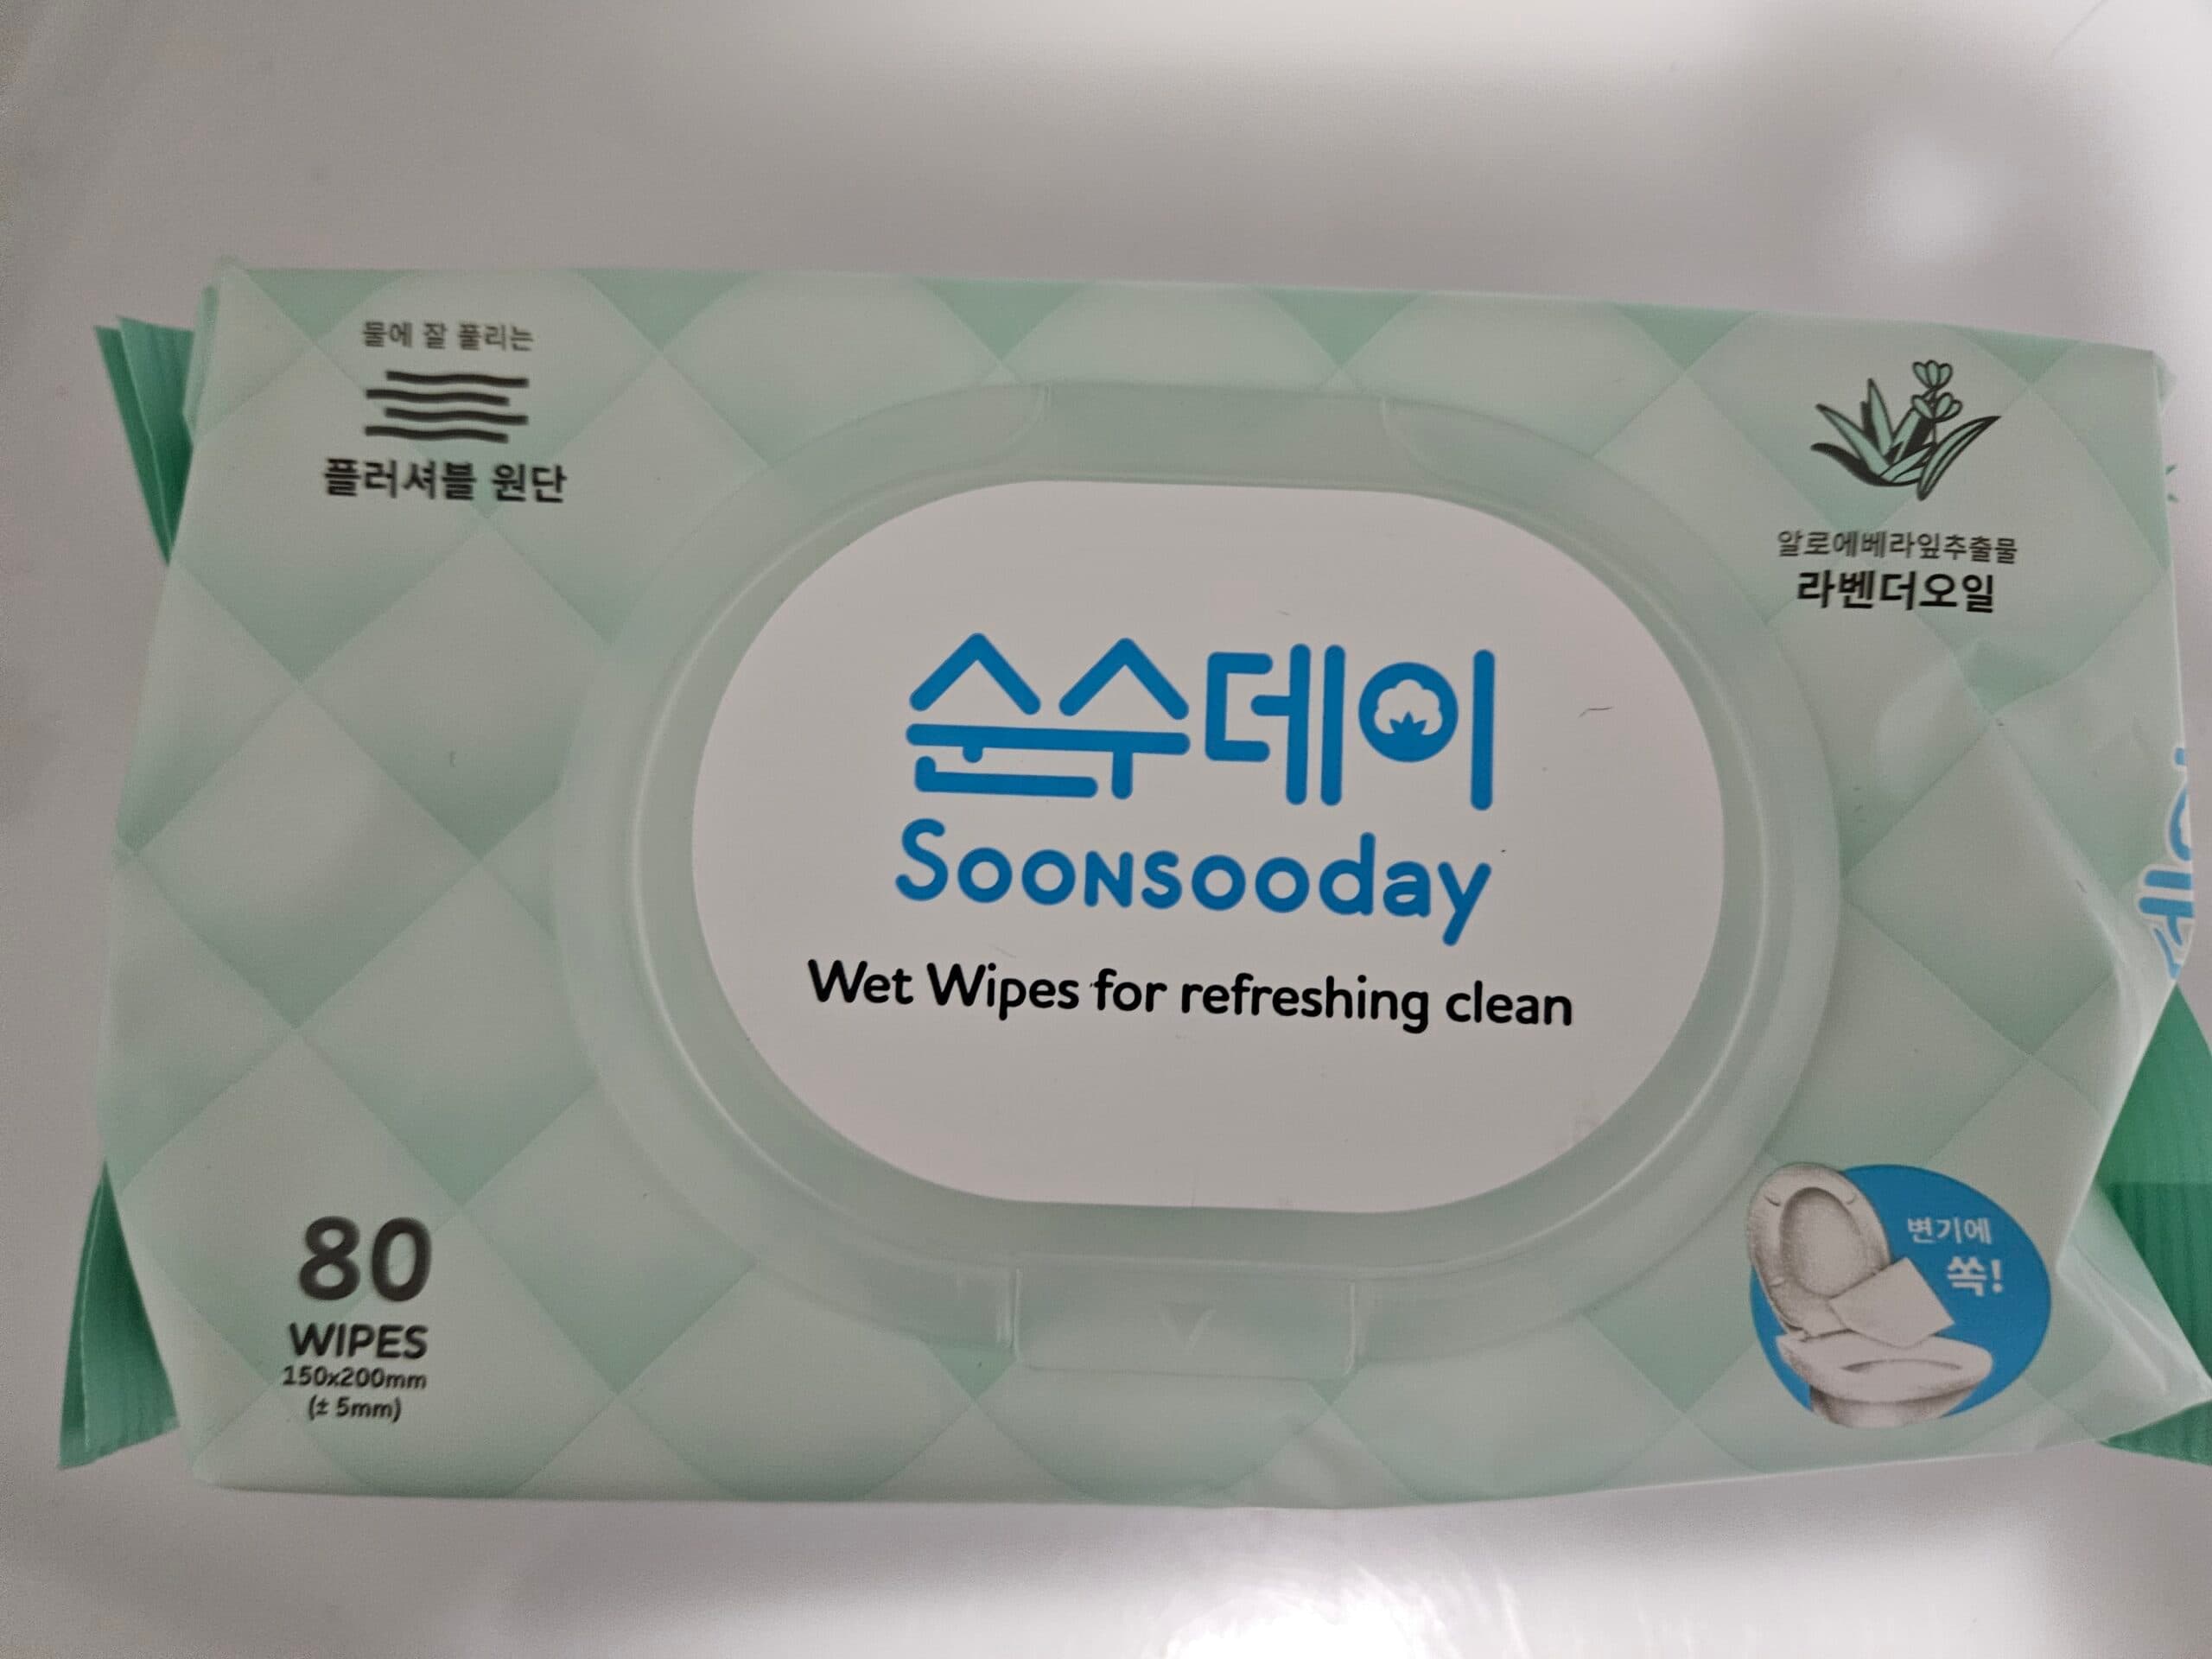 물에 잘 풀리는
플러셔블 원단
알로에베라잎추출물
라벤더오일
순수데이
Soonsooday
Wet Wipes for refreshing clean
80
WIPES
150x200mm
(± 5mm)
변기에
쏙!